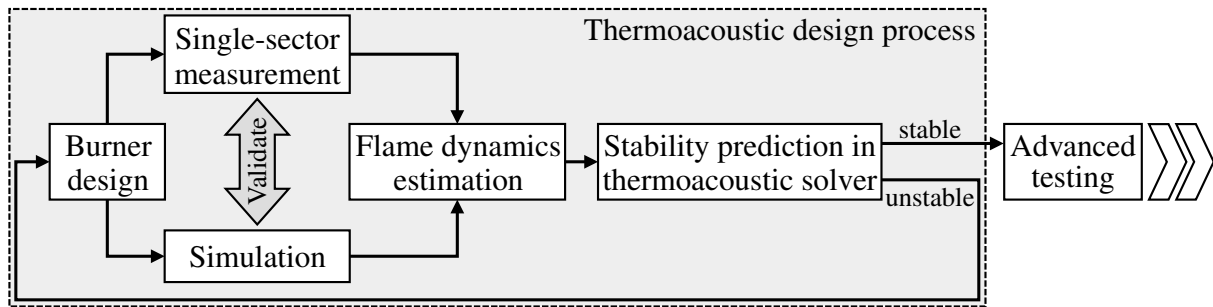 Thermoacoustic design process
Single-sector
measurement
Validate
Burner
design
Simulation
Flame dynamics
estimation
Stability prediction in
thermoacoustic solver
stable
unstable
Advanced
testing